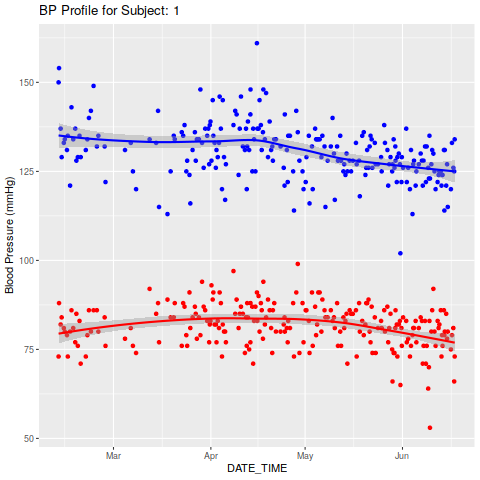 BP Profile for Subject: 1
Blood Pressure (mmHg)
150
125
100
75
50
Mar Apr May Jun
DATE_TIME